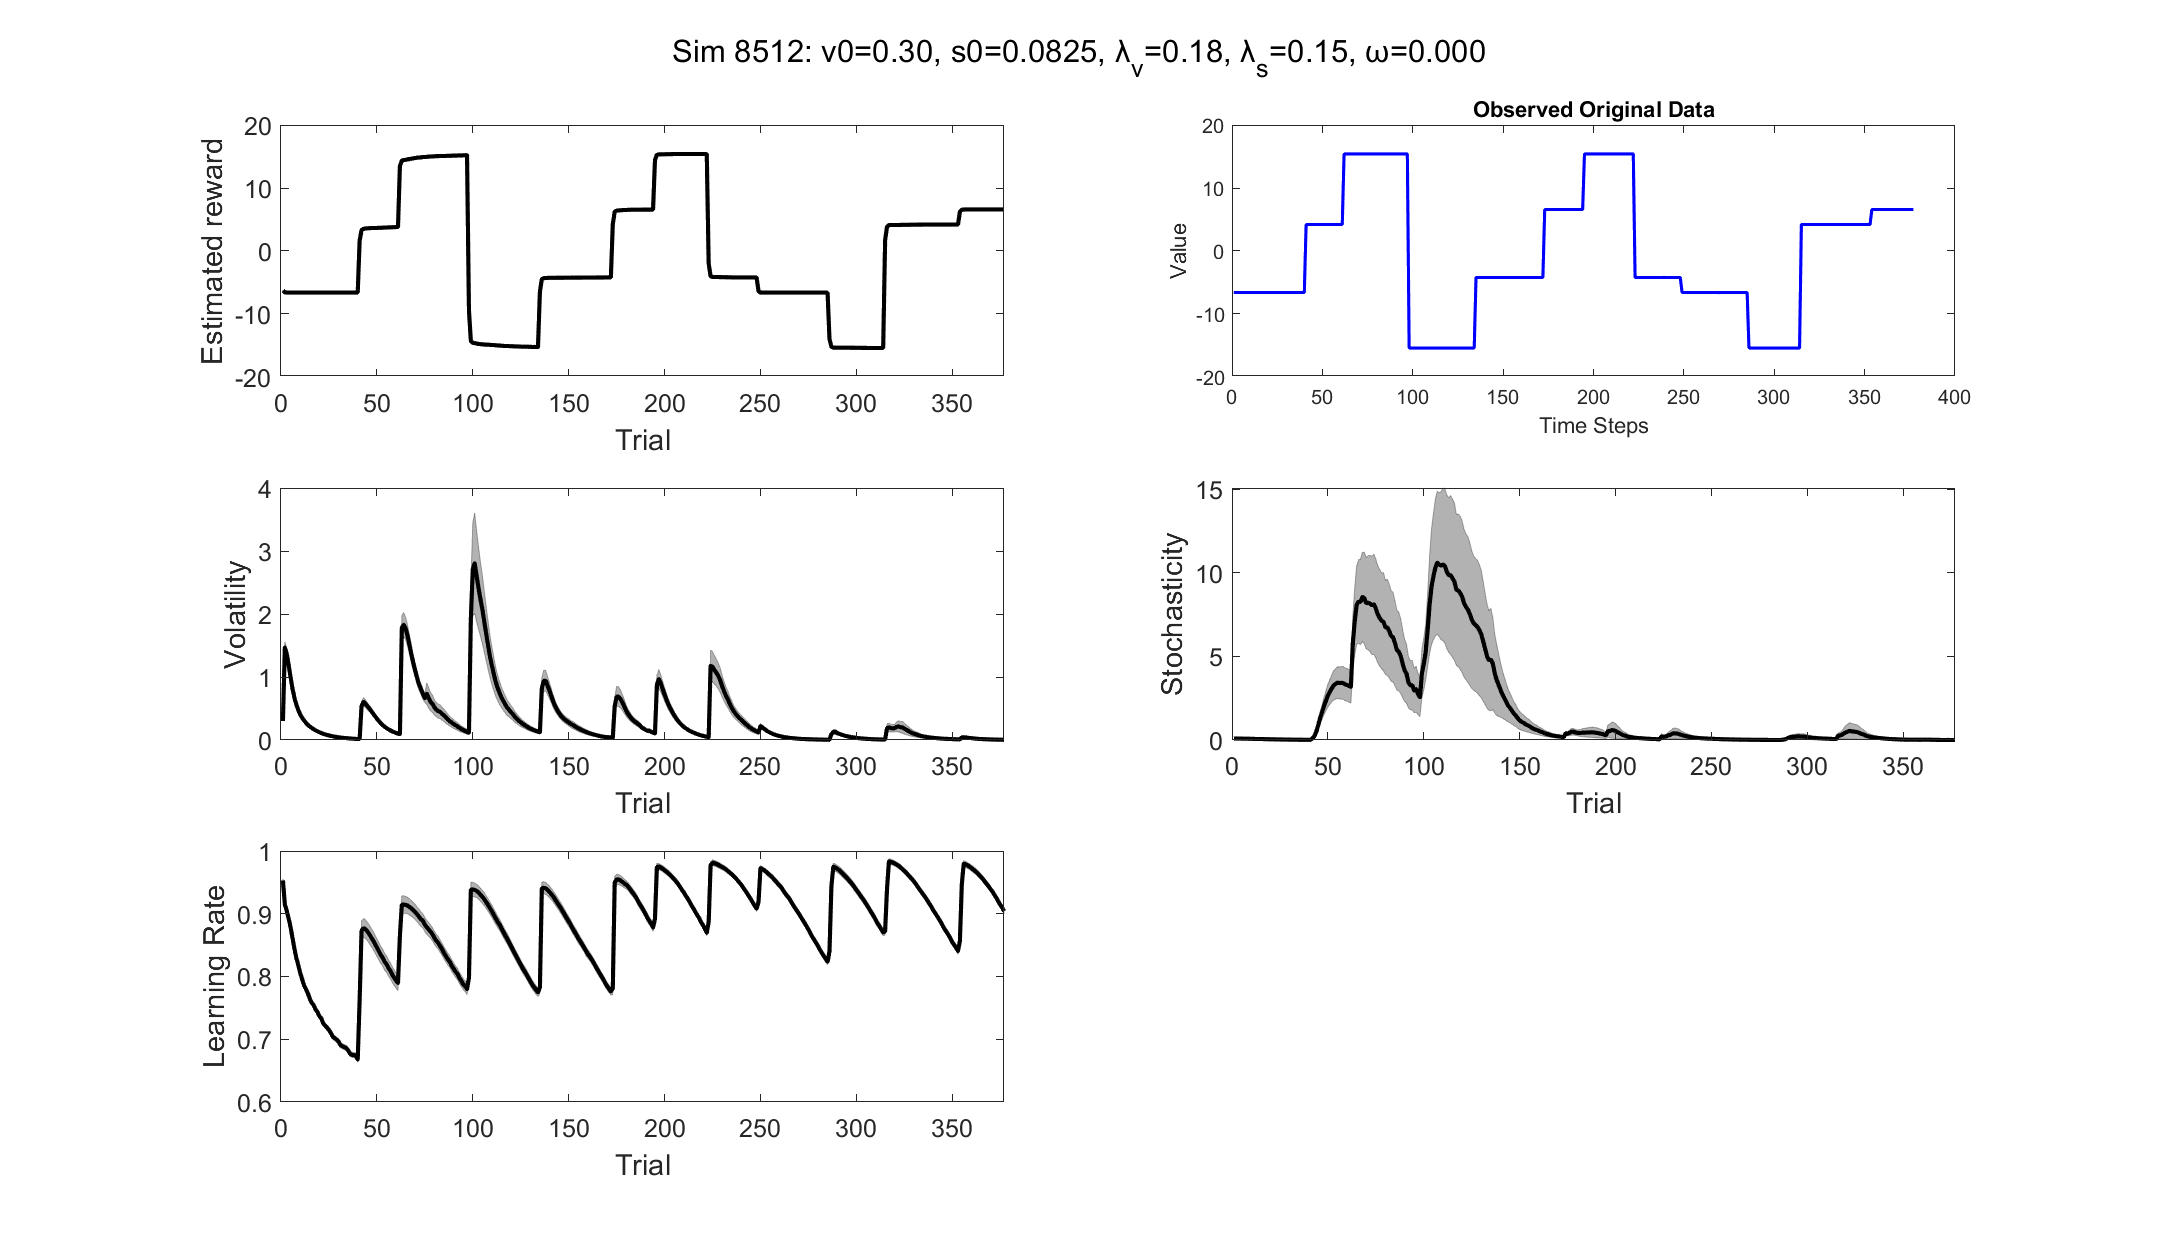 Sim 8512: v0=0.30, s0=0.0825, λv=0.18, λs=0.15, ω=0.000
Estimated reward
20
10
0
-10
-20
0 50 100 150 200 250 300 350
Trial
Observed Original Data
Value
20
10
0
-10
-20
0 50 100 150 200 250 300 350 400
Time Steps
Volatility
4
3
2
1
0
0 50 100 150 200 250 300 350
Trial
Stochasticity
15
10
5
0
0 50 100 150 200 250 300 350
Trial
Learning Rate
1
0.9
0.8
0.7
0.6
0 50 100 150 200 250 300 350
Trial